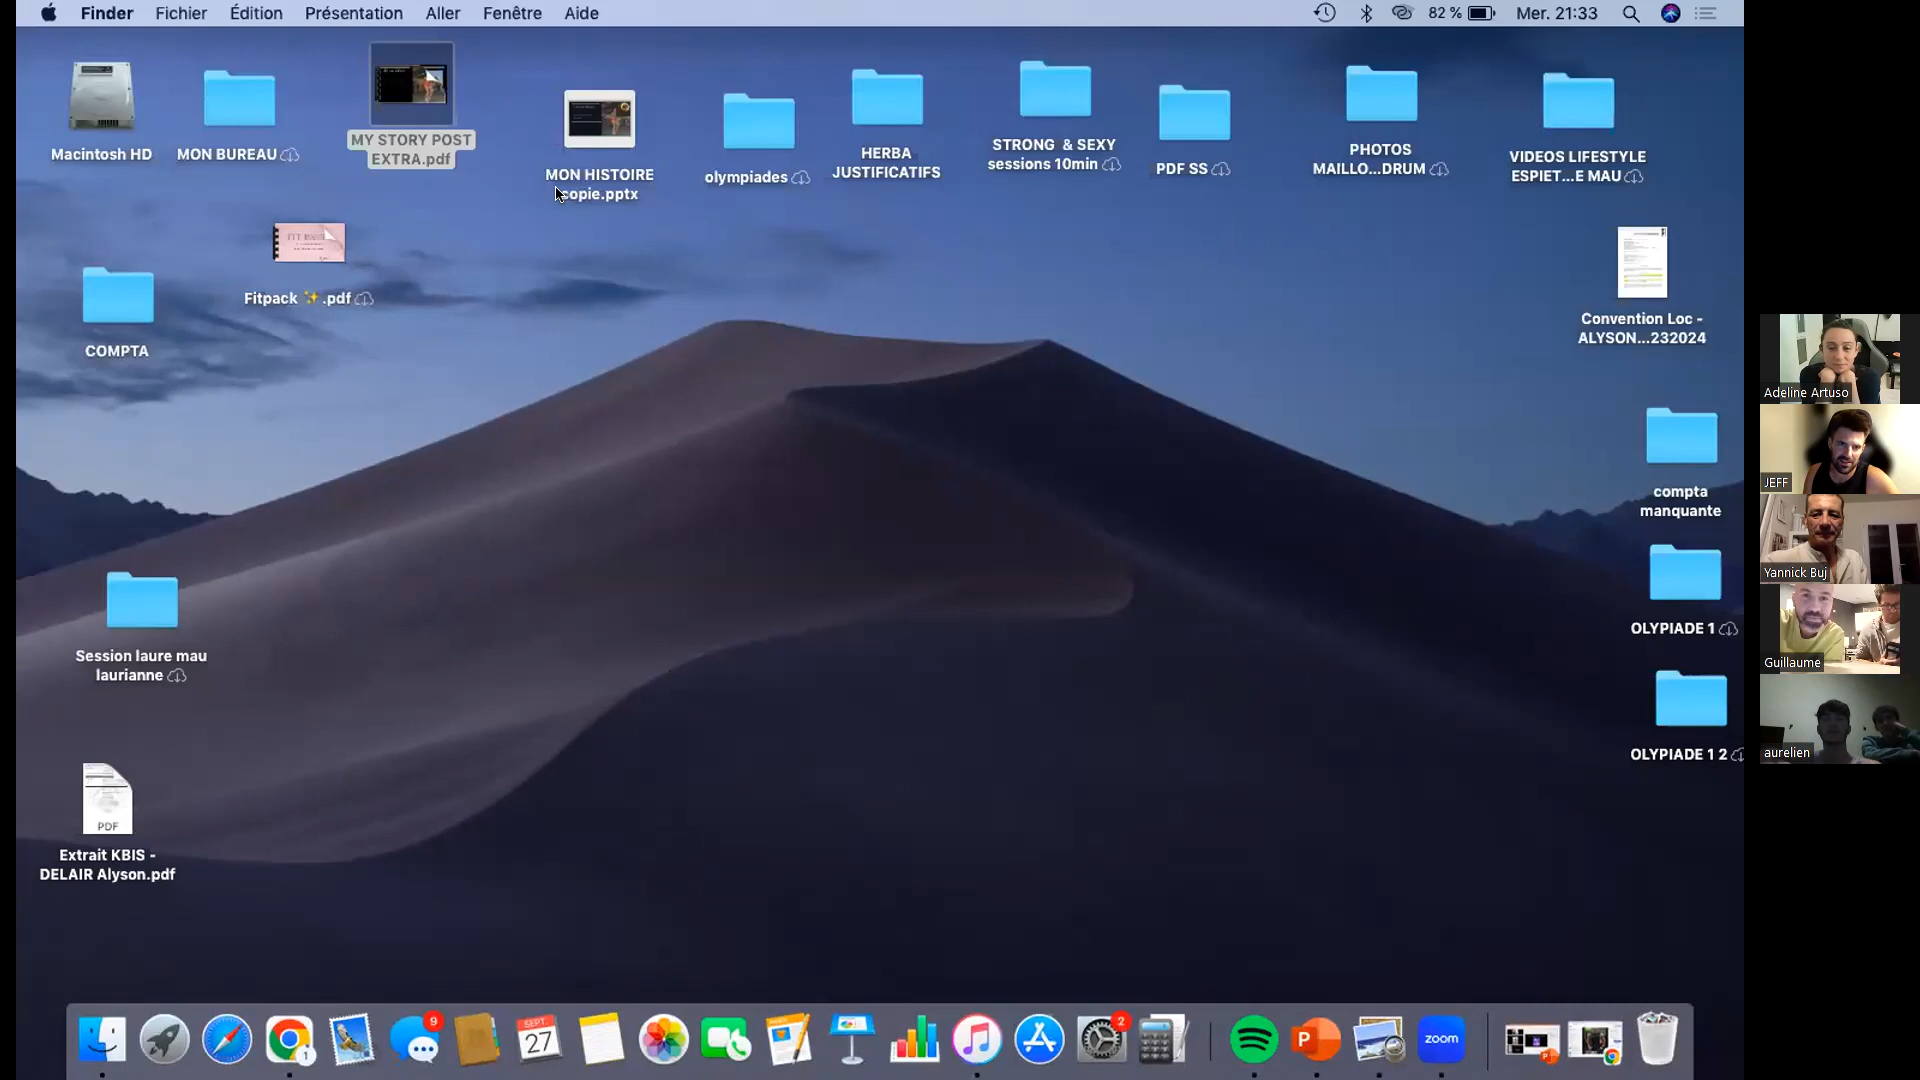 Finder Fichier Édition Présentation Aller Fenêtre Aide 82 % Mer. 21:33
Macintosh HD
MON BUREAU
MY STORY POST
EXTRA.pdf
MON HISTOIRE
copie.pptx
olympiades
HERBA
JUSTIFICATIFS
STRONG & SEXY
sessions 10min
PDF SS
PHOTOS
MAILLO...DRUM
VIDEOS LIFESTYLE
ESPIET...E MAU
COMPTA
Fitpack ✨.pdf
Convention Loc -
ALYSON...232024
compta
manquante
OLYPIADE 1
OLYPIADE 1 2
Session laure mau
laurianne
PDF
Extrait KBIS -
DELAIR Alyson.pdf
Adeline Artuso
JEFF
Yannick Buj
Guillaume
aurelien
1
9
SEPT.
27
2
zoom